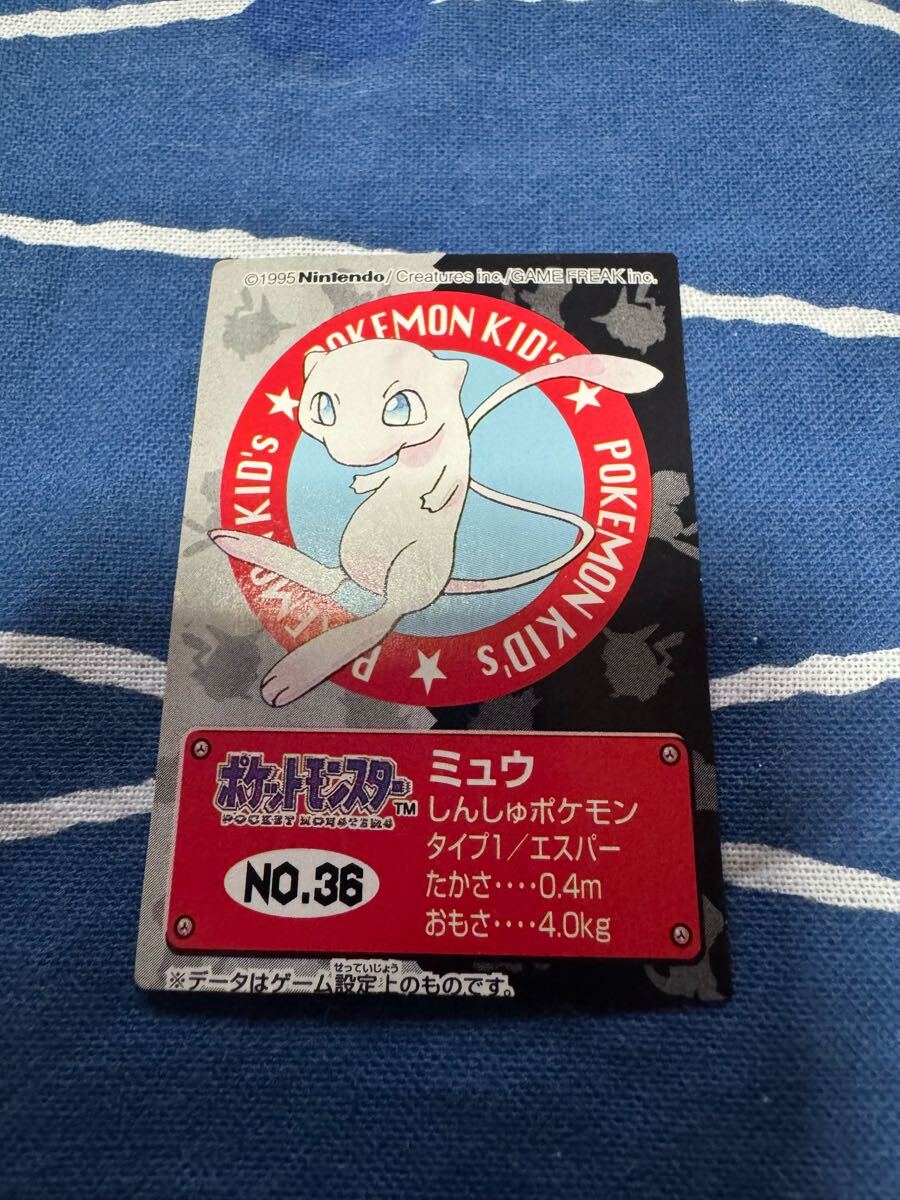 ©1995 Nintendo/Creatures inc./GAME FREAK inc.
POKEMON KID's
POKEMON KID's
KID's
ポケットモンスター™
POCKET MONSTERS
NO.36
ミュウ
しんしゅポケモン
タイプ1/エスパー
たかさ‥‥0.4m
おもさ‥‥4.0kg
せっていじょう
※データはゲーム設定上のものです。